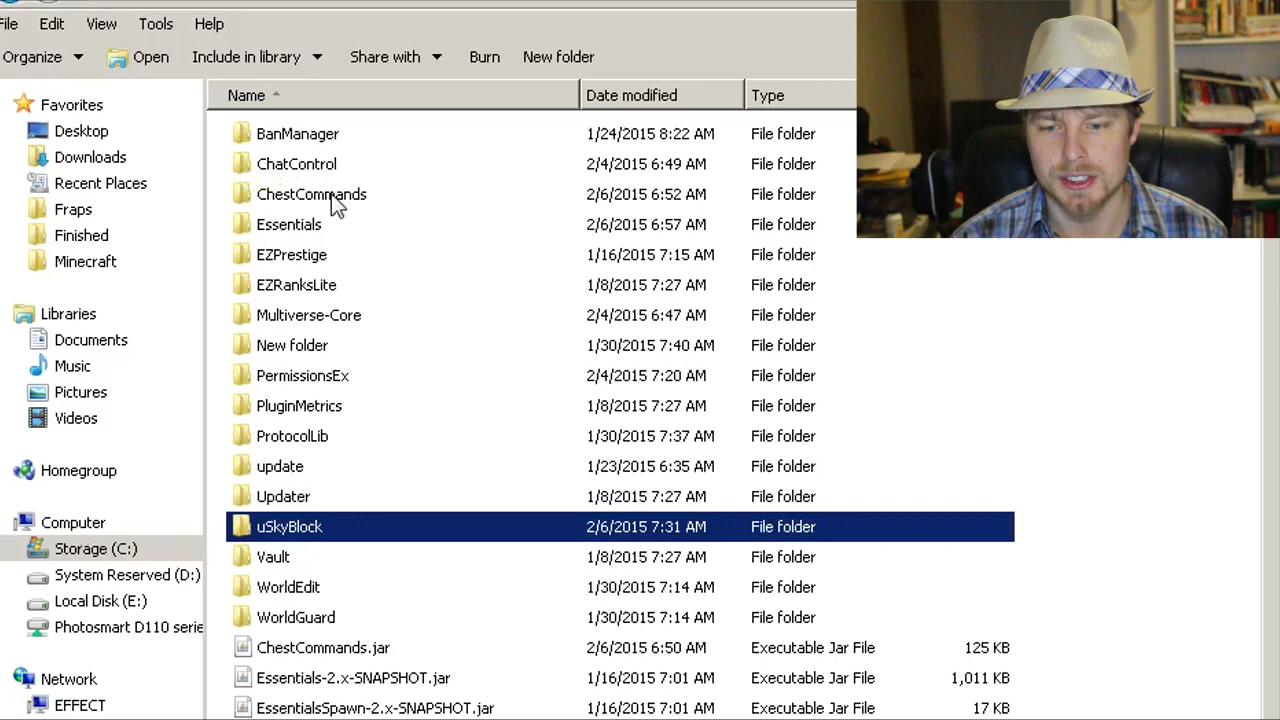 File Edit View Tools Help
Organize Open Include in library Share with Burn New folder
Name Date modified Type
Favorites
Desktop
Downloads
Recent Places
Fraps
Finished
Minecraft
Libraries
Documents
Music
Pictures
Videos
Homegroup
Computer
Storage (C:)
System Reserved (D:)
Local Disk (E:)
Photosmart D110 serie
Network
EFFECT
BanManager 1/24/2015 8:22 AM File folder
ChatControl 2/4/2015 6:49 AM File folder
ChestCommands 2/6/2015 6:52 AM File folder
Essentials 2/6/2015 6:57 AM File folder
EZPrestige 1/16/2015 7:15 AM File folder
EZRanksLite 1/8/2015 7:27 AM File folder
Multiverse-Core 2/4/2015 6:47 AM File folder
New folder 1/30/2015 7:40 AM File folder
PermissionsEx 2/4/2015 7:20 AM File folder
PluginMetrics 1/8/2015 7:27 AM File folder
ProtocolLib 1/30/2015 7:37 AM File folder
update 1/23/2015 6:35 AM File folder
Updater 1/8/2015 7:27 AM File folder
uSkyBlock 2/6/2015 7:31 AM File folder
Vault 1/8/2015 7:27 AM File folder
WorldEdit 1/30/2015 7:14 AM File folder
WorldGuard 1/30/2015 7:14 AM File folder
ChestCommands.jar 2/6/2015 6:50 AM Executable Jar File 125 KB
Essentials-2.x-SNAPSHOT.jar 1/16/2015 7:01 AM Executable Jar File 1,011 KB
EssentialsSpawn-2.x-SNAPSHOT.jar 1/16/2015 7:01 AM Executable Jar File 17 KB